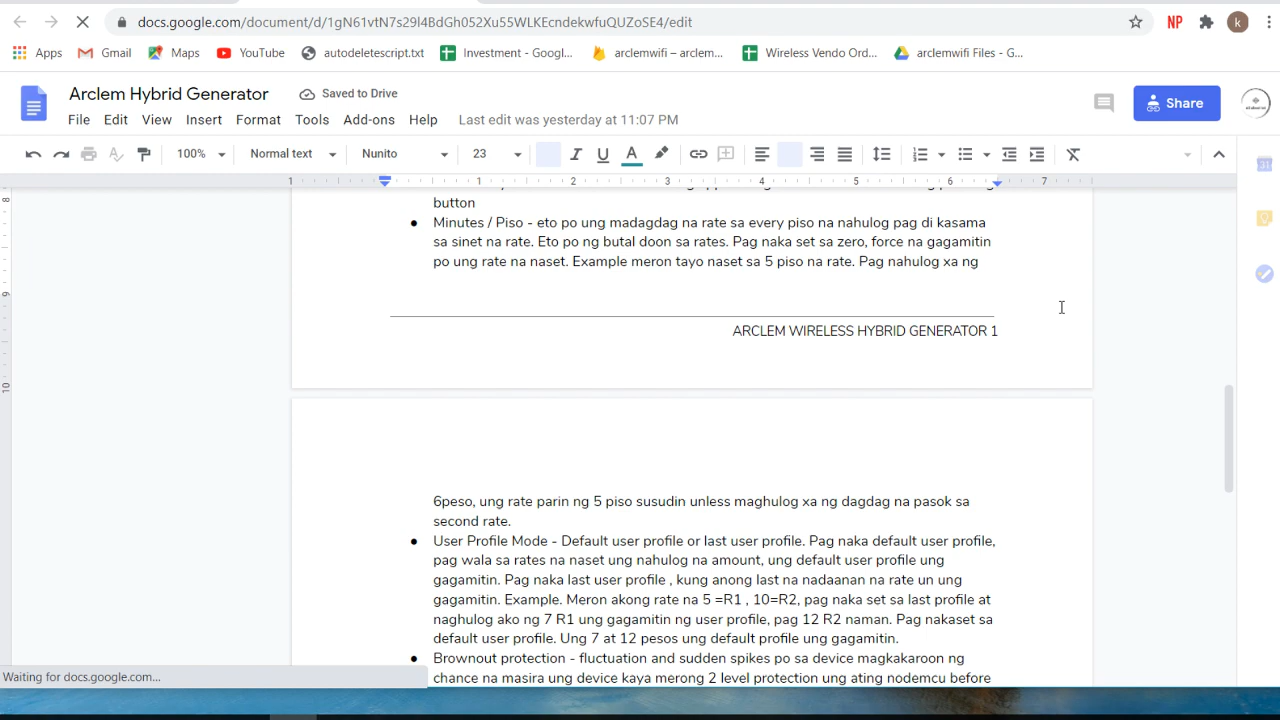 docs.google.com/document/d/1gN61vtN7s29l4BdGh052Xu55WLKEcndekwfuQUZoSE4/edit
NP
k
Apps
Gmail
Maps
YouTube
autodeletescript.txt
Investment - Googl...
arclemwifi – arclem...
Wireless Vendo Ord...
arclemwifi Files - G...
Arclem Hybrid Generator
Saved to Drive
Share
File Edit View Insert Format Tools Add-ons Help Last edit was yesterday at 11:07 PM
100% Normal text Nunito 23
1 1 2 3 4 5 6 7
8
9
10
31
button
● Minutes / Piso - eto po ung madagdag na rate sa every piso na nahulog pag di kasama
sa sinet na rate. Eto po ng butal doon sa rates. Pag naka set sa zero, force na gagamitin
po ung rate na naset. Example meron tayo naset sa 5 piso na rate. Pag nahulog xa ng
ARCLEM WIRELESS HYBRID GENERATOR 1
6peso, ung rate parin ng 5 piso susudin unless maghulog xa ng dagdag na pasok sa
second rate.
● User Profile Mode - Default user profile or last user profile. Pag naka default user profile,
pag wala sa rates na naset ung nahulog na amount, ung default user profile ung
gagamitin. Pag naka last user profile , kung anong last na nadaanan na rate un ung
gagamitin. Example. Meron akong rate na 5 =R1 , 10=R2, pag naka set sa last profile at
naghulog ako ng 7 R1 ung gagamitin ng user profile, pag 12 R2 naman. Pag nakaset sa
default user profile. Ung 7 at 12 pesos ung default profile ung gagamitin.
● Brownout protection - fluctuation and sudden spikes po sa device magkakaroon ng
chance na masira ung device kaya merong 2 level protection ung ating nodemcu before
Waiting for docs.google.com...